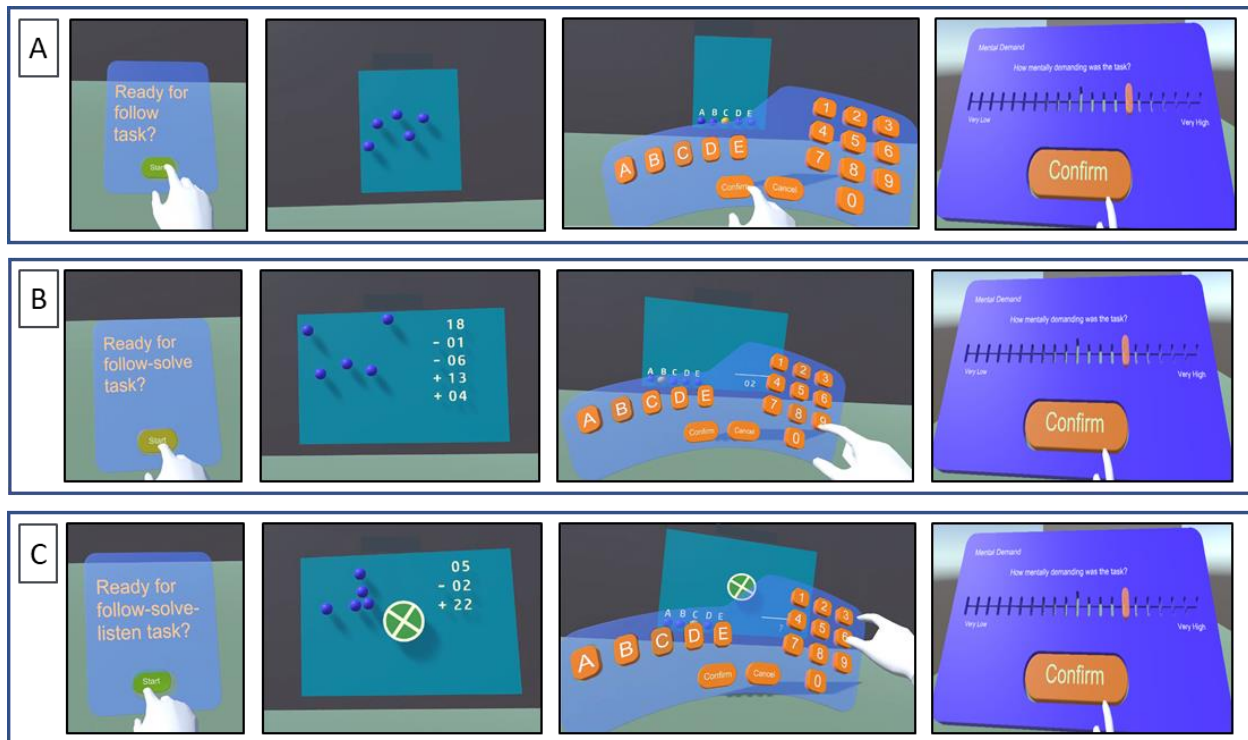 A
Ready for
follow
task?
Start
A B C D E
A B C D E
Confirm Cancel
1 2 3
4 5 6
7 8 9
0
Mental Demand
How mentally demanding was the task?
Very Low Very High
Confirm
B
Ready for
follow-solve
task?
Start
18
- 01
- 06
+ 13
+ 04
A B C D E
02
A B C D E
Confirm Cancel
1 2 3
4 5 6
7 8 9
0
Mental Demand
How mentally demanding was the task?
Very Low Very High
Confirm
C
Ready for
follow-solve-
listen task?
Start
05
- 02
+ 22
A B C D E
7
A B C D E
Confirm Cancel
1 2 3
4 5 6
7 8 9
0
Mental Demand
How mentally demanding was the task?
Very Low Very High
Confirm